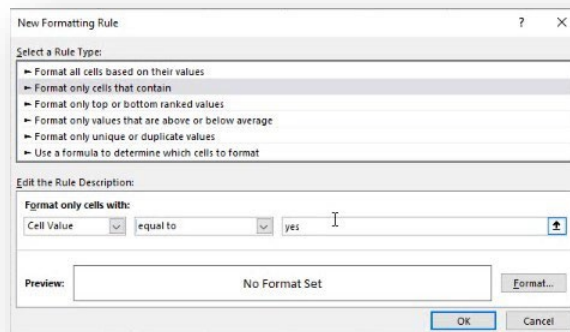 New Formatting Rule ? ×
Select a Rule Type:
► Format all cells based on their values
► Format only cells that contain
► Format only top or bottom ranked values
► Format only values that are above or below average
► Format only unique or duplicate values
► Use a formula to determine which cells to format
Edit the Rule Description:
Format only cells with:
Cell Value equal to yes
Preview: No Format Set Format...
OK Cancel